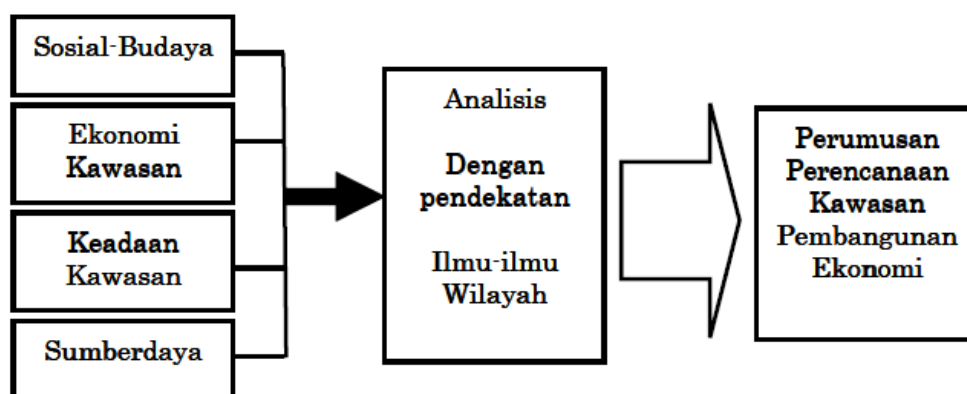 Sosial-Budaya
Ekonomi
Kawasan
Keadaan
Kawasan
Sumberdaya
Analisis
Dengan
pendekatan
Ilmu-ilmu
Wilayah
Perumusan
Perencanaan
Kawasan
Pembangunan
Ekonomi